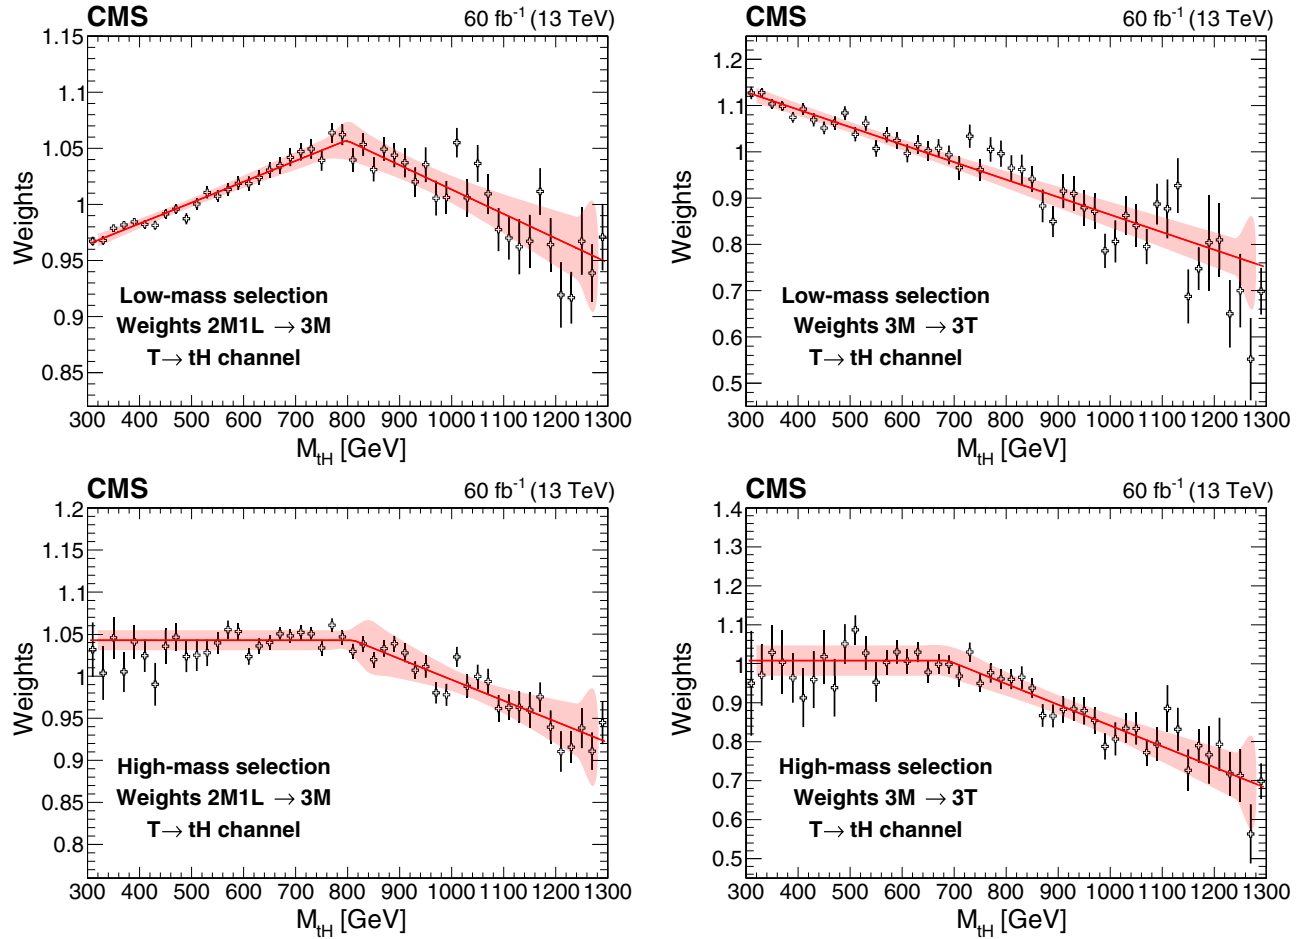 CMS 60 fb⁻¹ (13 TeV)
Weights
1.15
1.1
1.05
1
0.95
0.9
0.85
Low-mass selection
Weights 2M1L → 3M
T → tH channel
300 400 500 600 700 800 900 1000 1100 1200 1300
M_tH [GeV]
CMS 60 fb⁻¹ (13 TeV)
Weights
1.2
1.1
1
0.9
0.8
0.7
0.6
0.5
Low-mass selection
Weights 3M → 3T
T → tH channel
300 400 500 600 700 800 900 1000 1100 1200 1300
M_tH [GeV]
CMS 60 fb⁻¹ (13 TeV)
Weights
1.2
1.15
1.1
1.05
1
0.95
0.9
0.85
0.8
High-mass selection
Weights 2M1L → 3M
T → tH channel
300 400 500 600 700 800 900 1000 1100 1200 1300
M_tH [GeV]
CMS 60 fb⁻¹ (13 TeV)
Weights
1.4
1.3
1.2
1.1
1
0.9
0.8
0.7
0.6
0.5
High-mass selection
Weights 3M → 3T
T → tH channel
300 400 500 600 700 800 900 1000 1100 1200 1300
M_tH [GeV]